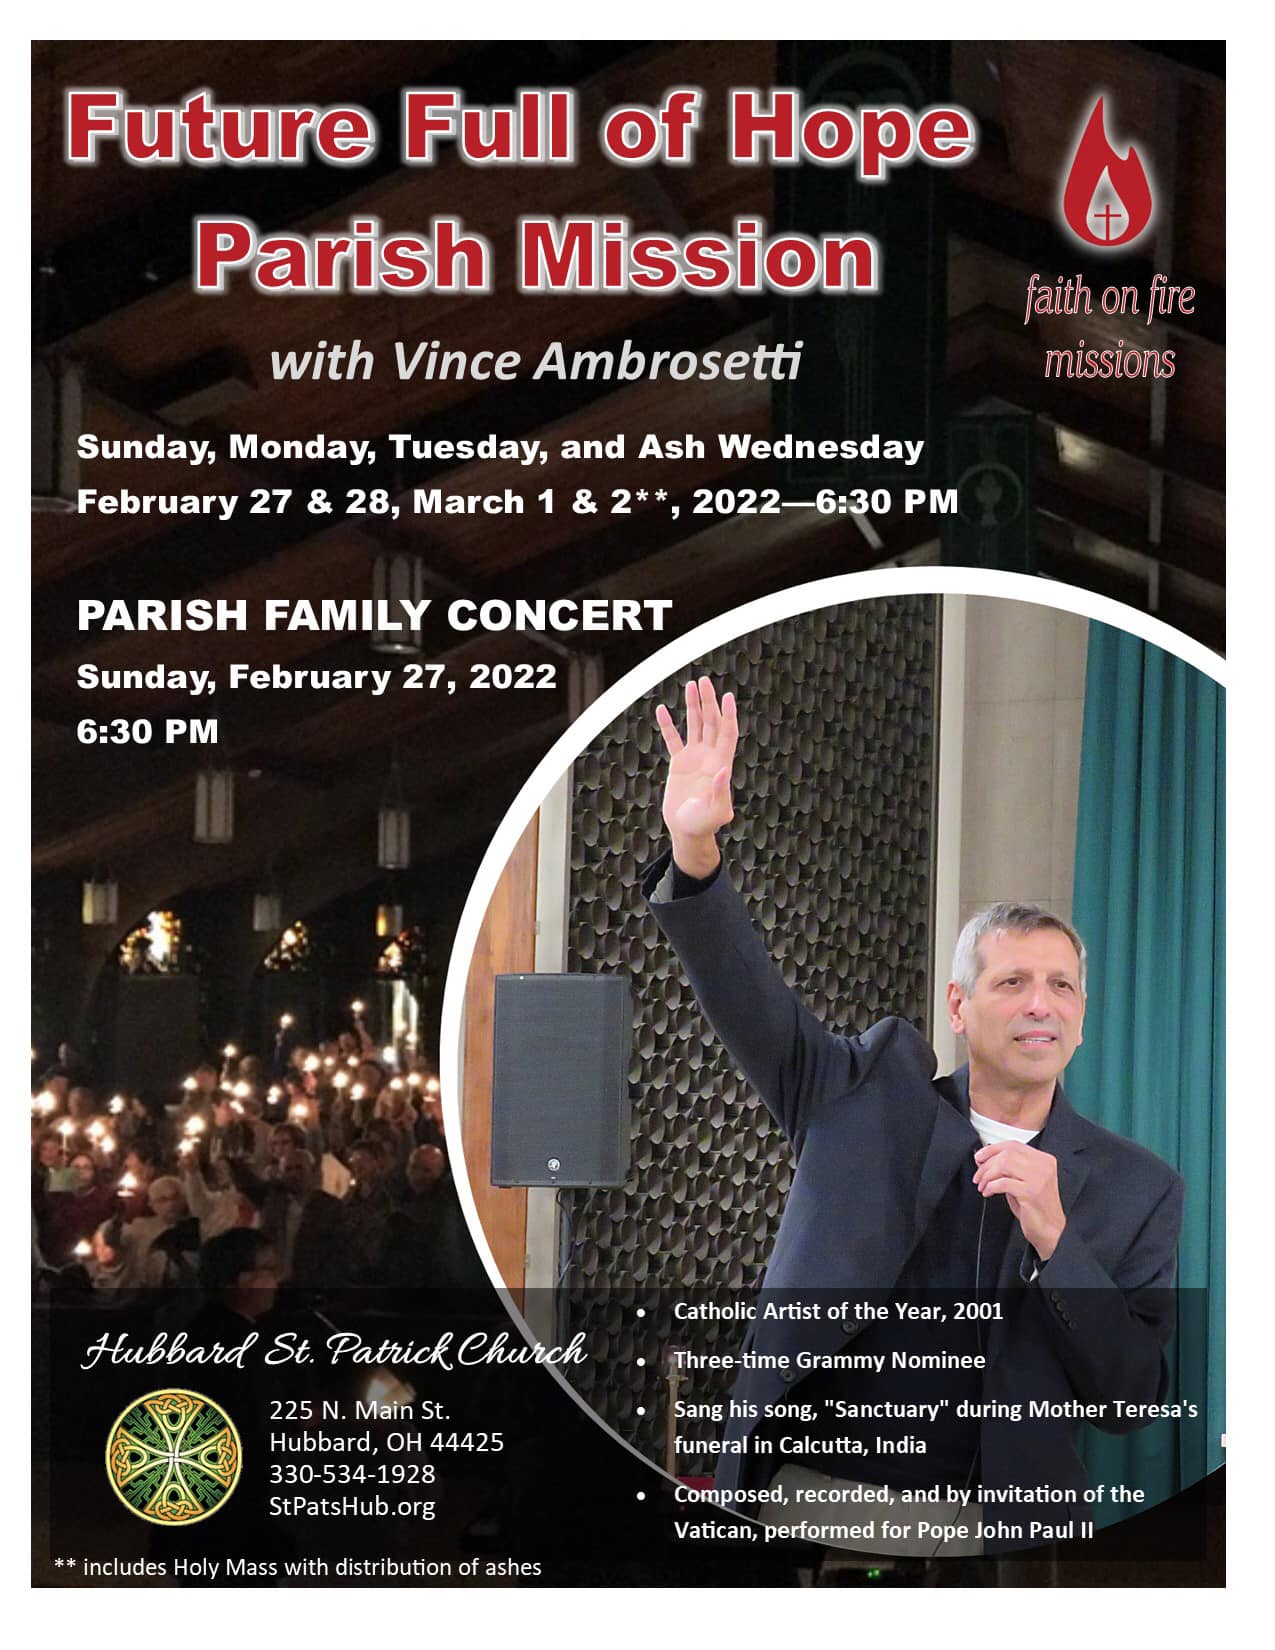 Future Full of Hope
Parish Mission
with Vince Ambrosetti
faith on fire
missions
Sunday, Monday, Tuesday, and Ash Wednesday
February 27 & 28, March 1 & 2**, 2022—6:30 PM
PARISH FAMILY CONCERT
Sunday, February 27, 2022
6:30 PM
Hubbard St. Patrick Church
225 N. Main St.
Hubbard, OH 44425
330-534-1928
StPatsHub.org
** includes Holy Mass with distribution of ashes
• Catholic Artist of the Year, 2001
• Three-time Grammy Nominee
• Sang his song, "Sanctuary" during Mother Teresa's
funeral in Calcutta, India
• Composed, recorded, and by invitation of the
Vatican, performed for Pope John Paul II